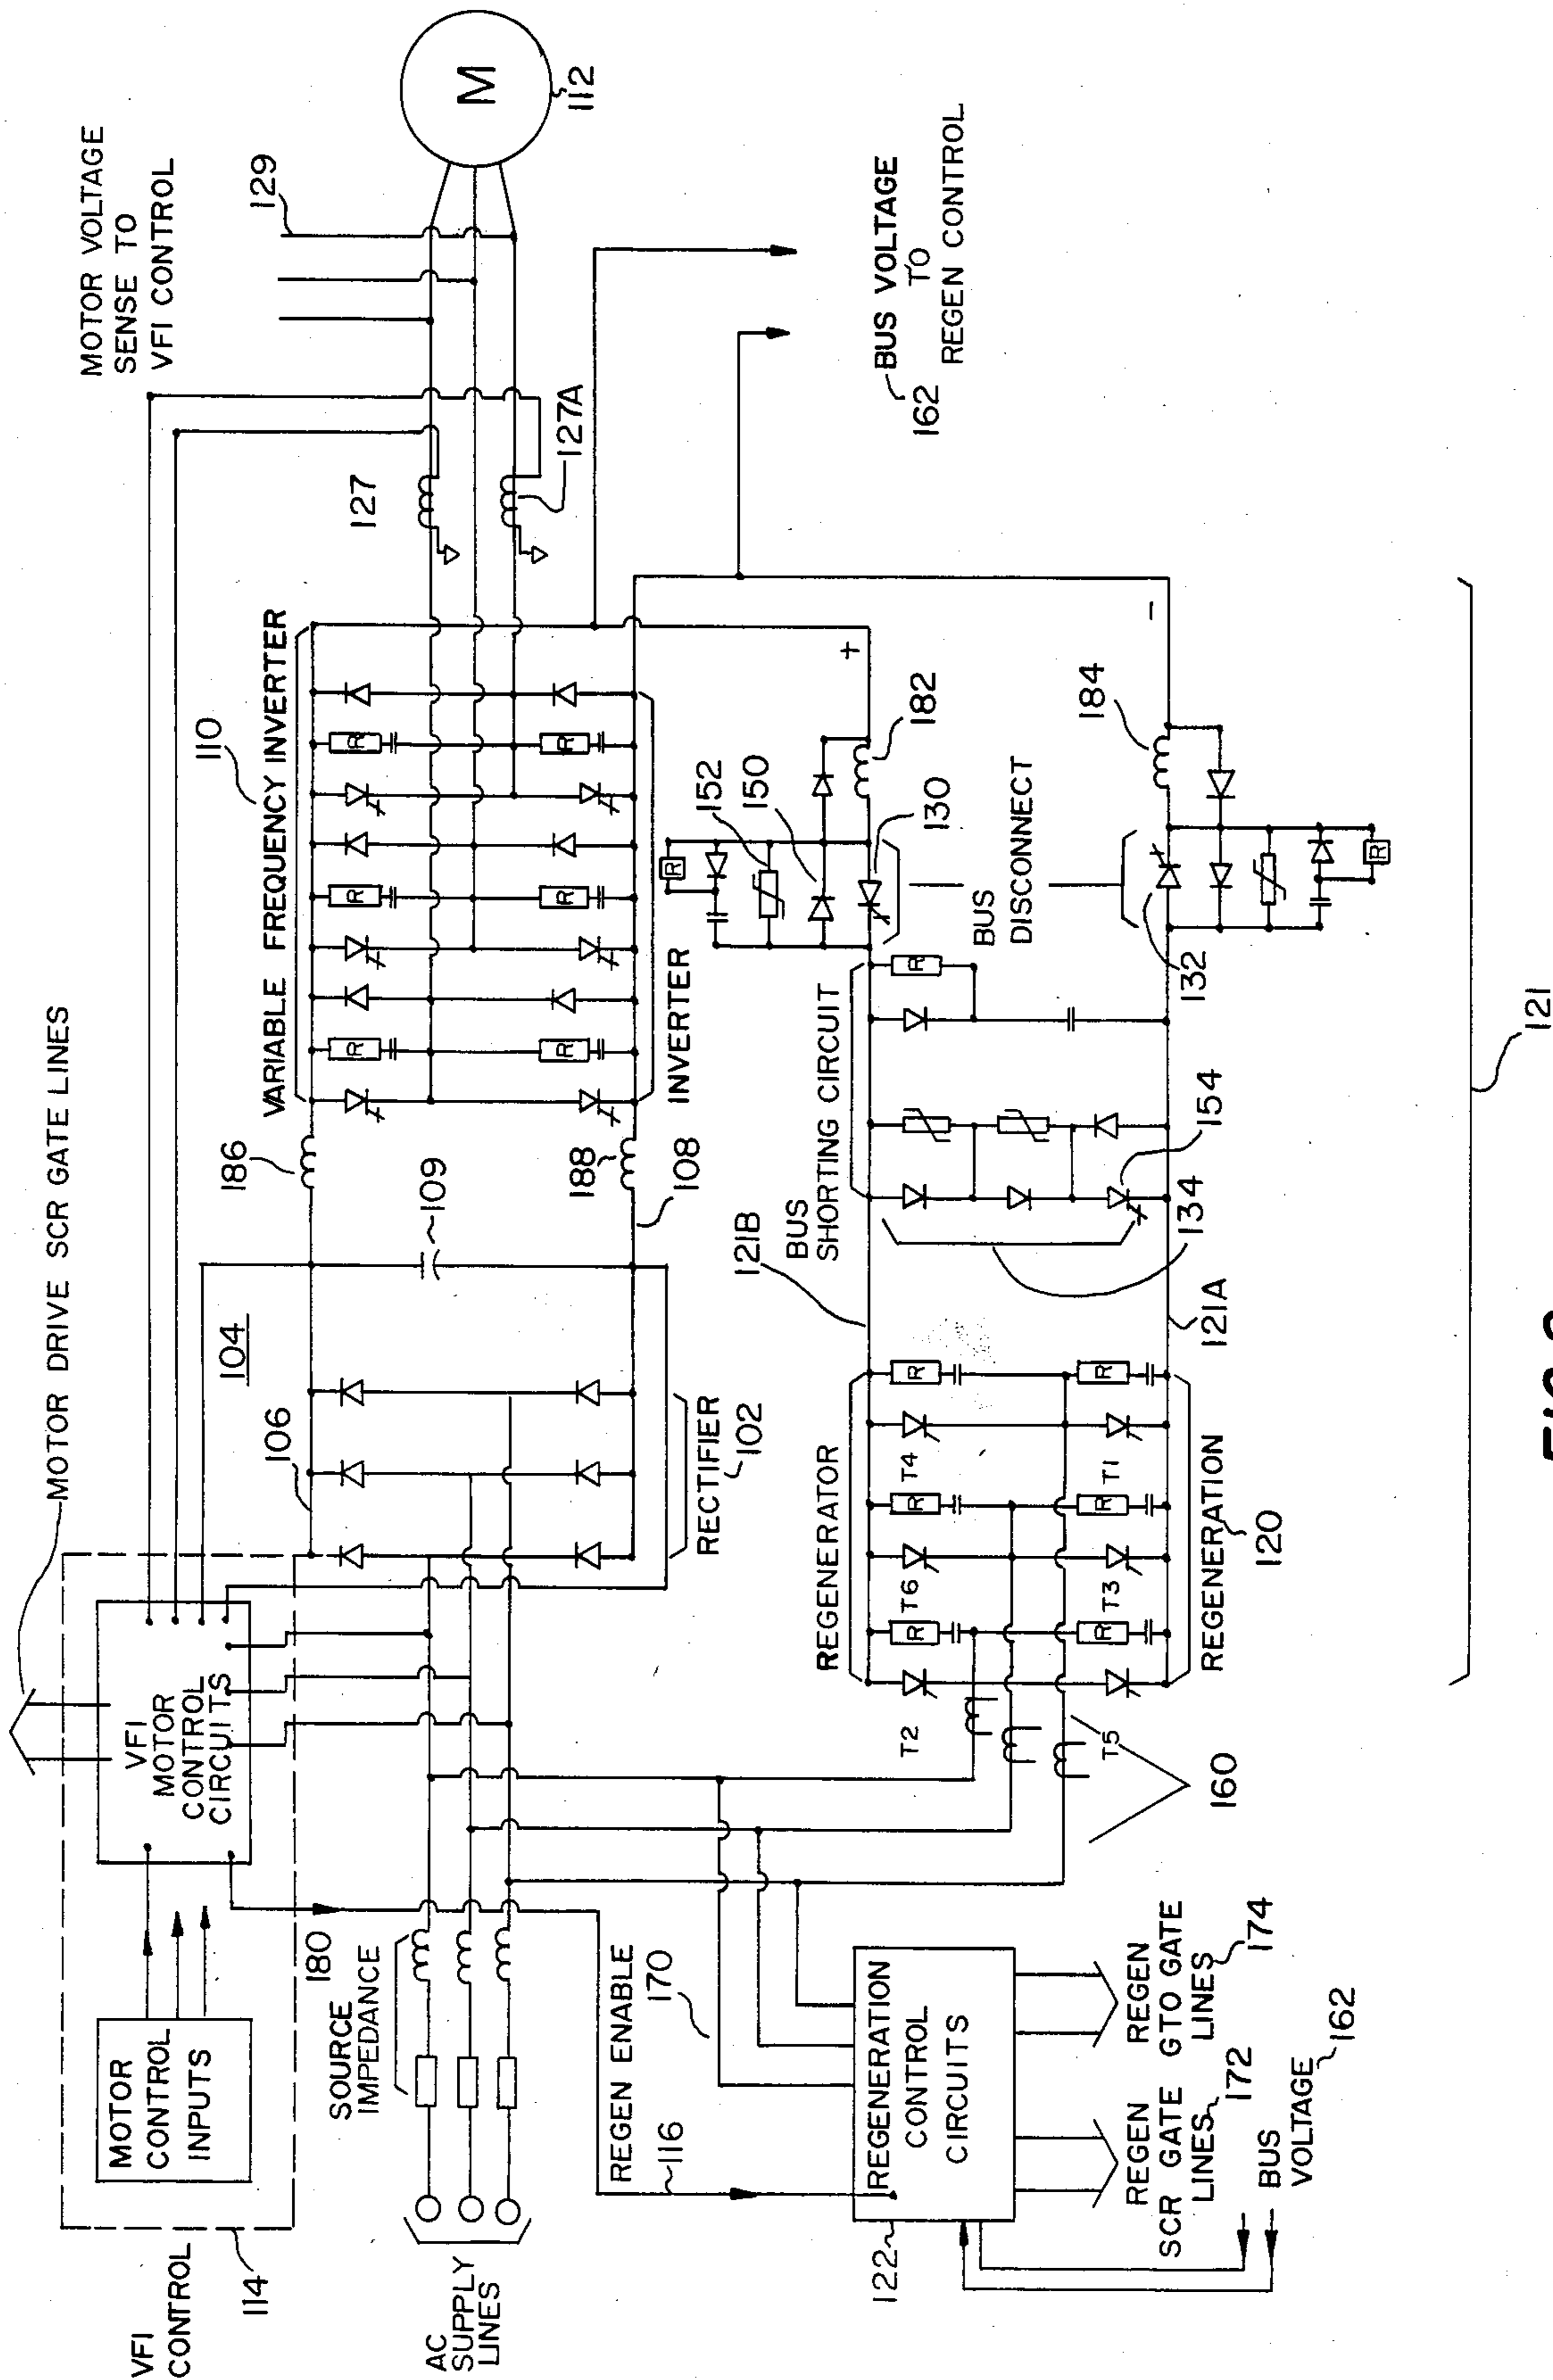 MOTOR DRIVE SCR GATE LINES
VFI
CONTROL
114
MOTOR
CONTROL
INPUTS
VFI
MOTOR
CONTROL
CIRCUITS
180
104
106
RECTIFIER
102
109
186
188
108
110
VARIABLE FREQUENCY INVERTER
R
R
R
R
R
R
INVERTER
127
127A
MOTOR VOLTAGE
SENSE TO
VFI CONTROL
129
M
112
AC
SUPPLY
LINES
SOURCE
IMPEDANCE
REGEN ENABLE
116
170
122
REGENERATION
CONTROL
CIRCUITS
REGEN
SCR GATE
LINES
172
REGEN
GTO GATE
LINES
174
BUS
VOLTAGE
162
160
REGENERATOR
T2
T6
T4
R
R
R
T5
T3
T1
R
R
R
REGENERATION
120
121B
121A
BUS
SHORTING CIRCUIT
R
134
154
BUS
DISCONNECT
R
152
150
130
182
132
184
R
+
−
BUS VOLTAGE
TO
REGEN CONTROL
162
121